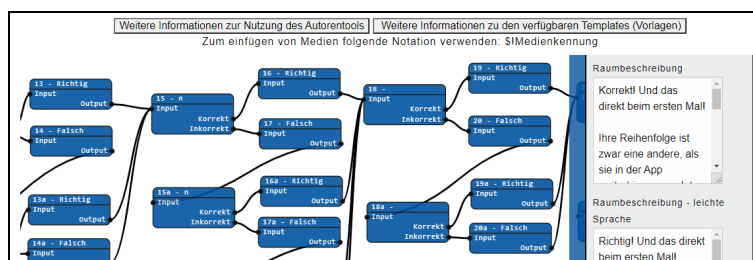 Weitere Informationen zur Nutzung des Autorentools
Weitere Informationen zu den verfügbaren Templates (Vorlagen)
Zum einfügen von Medien folgende Notation verwenden: $!Medienkennung
13 - Richtig
Input
Output
14 - Falsch
Input
Output
13a - Richtig
Input
Output
14a - Falsch
Input
15 - n
Input
Korrekt
Inkorrekt
15a - n
Input
Korrekt
Inkorrekt
16 - Richtig
Input
Output
17 - Falsch
Input
Output
16a - Richtig
Input
Output
17a - Falsch
Input
Output
18 -
Input
Korrekt
Inkorrekt
18a -
Input
Korrekt
Inkorrekt
19 - Richtig
Input
Output
20 - Falsch
Input
Output
19a - Richtig
Input
Output
20a - Falsch
Input
Output
Raumbeschreibung
Korrekt! Und das
direkt beim ersten Mal!
Ihre Reihenfolge ist
zwar eine andere, als
sie in der App
Raumbeschreibung - leichte
Sprache
Richtig! Und das direkt
beim ersten Mal!